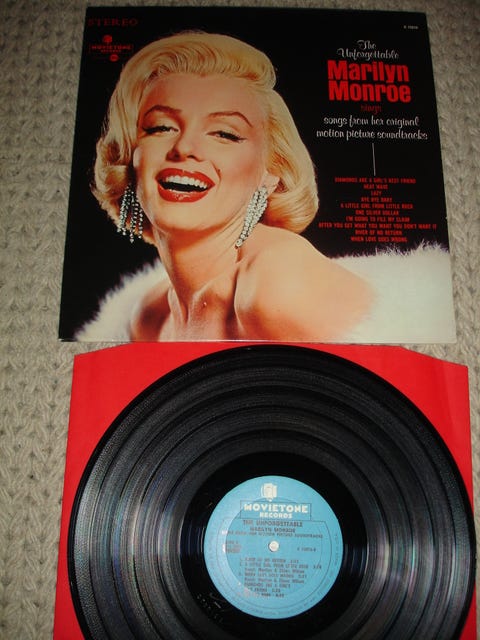 STEREO
MOVIETONE
RECORDS
The
Unforgettable
Marilyn
Monroe
sings
songs from her original
motion picture soundtracks
DIAMONDS ARE A GIRL'S BEST FRIEND
HEAT WAVE
LAZY
BYE BYE BABY
A LITTLE GIRL FROM LITTLE ROCK
ONE SILVER DOLLAR
I'M GOING TO FILE MY CLAIM
AFTER YOU GET WHAT YOU WANT YOU DON'T WANT IT
RIVER OF NO RETURN
WHEN LOVE GOES WRONG
MOVIETONE
RECORDS
THE UNFORGETTABLE
MARILYN MONROE